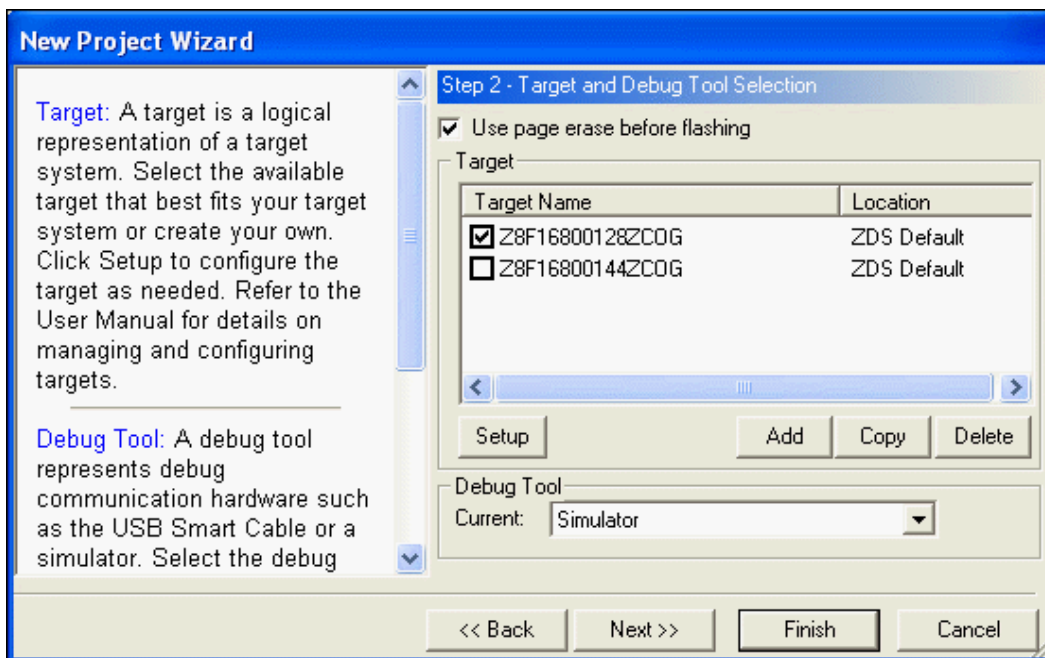 New Project Wizard
Target: A target is a logical
representation of a target
system. Select the available
target that best fits your target
system or create your own.
Click Setup to configure the
target as needed. Refer to the
User Manual for details on
managing and configuring
targets.
Debug Tool: A debug tool
represents debug
communication hardware such
as the USB Smart Cable or a
simulator. Select the debug
Step 2 - Target and Debug Tool Selection
Use page erase before flashing
Target
Target Name Location
Z8F16800128ZCOG ZDS Default
Z8F16800144ZCOG ZDS Default
Setup Add Copy Delete
Debug Tool
Current: Simulator
<< Back Next >> Finish Cancel